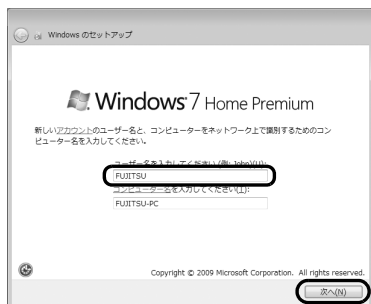 Windows のセットアップ
Windows 7 Home Premium
新しいアカウントのユーザー名と、コンピューターをネットワーク上で識別するためのコン
ピューター名を入力してください。
ユーザー名を入力してください(例: John)(U):
FUJITSU
コンピューター名を入力してください(T):
FUJITSU-PC
Copyright © 2009 Microsoft Corporation. All rights reserved.
次へ(N)